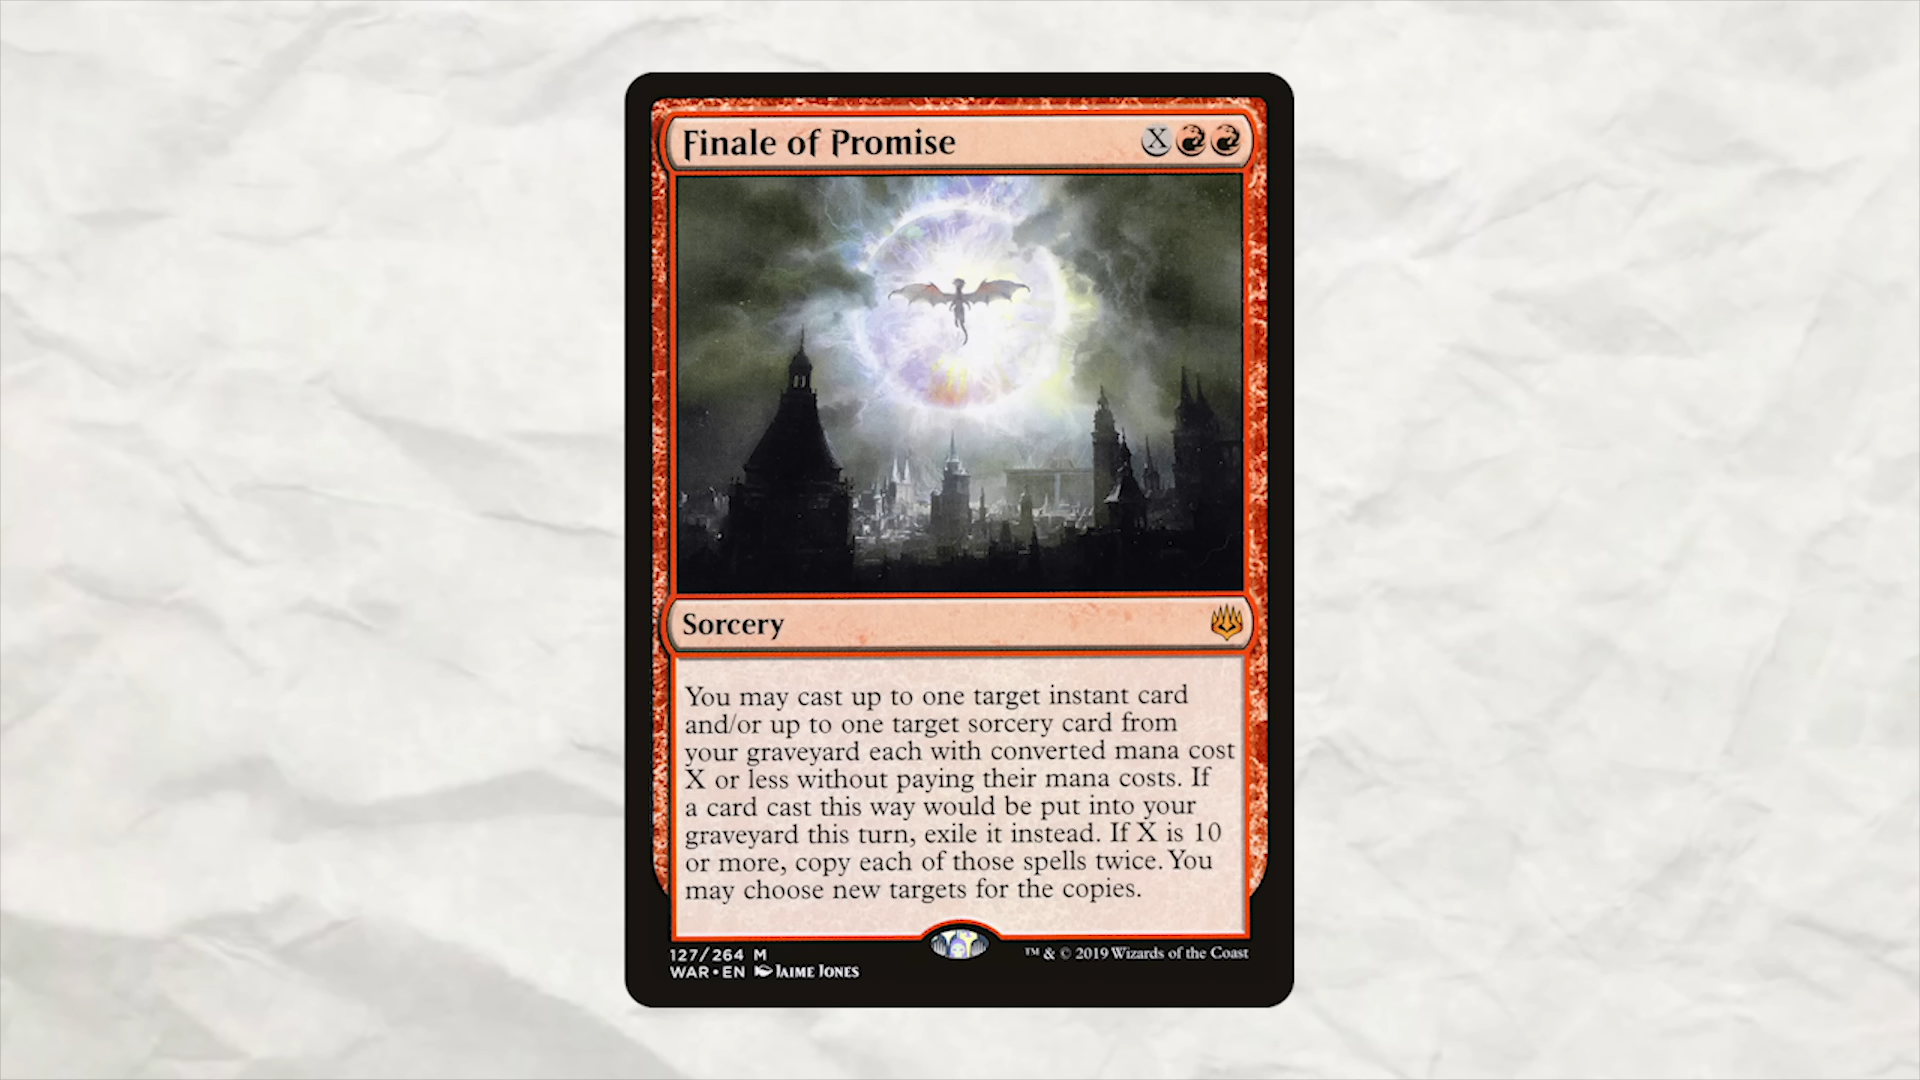 Finale of Promise X
Sorcery
You may cast up to one target instant card
and/or up to one target sorcery card from
your graveyard each with converted mana cost
X or less without paying their mana costs. If
a card cast this way would be put into your
graveyard this turn, exile it instead. If X is 10
or more, copy each of those spells twice. You
may choose new targets for the copies.
127/264 M
WAR • EN JAIME JONES
™ & © 2019 Wizards of the Coast